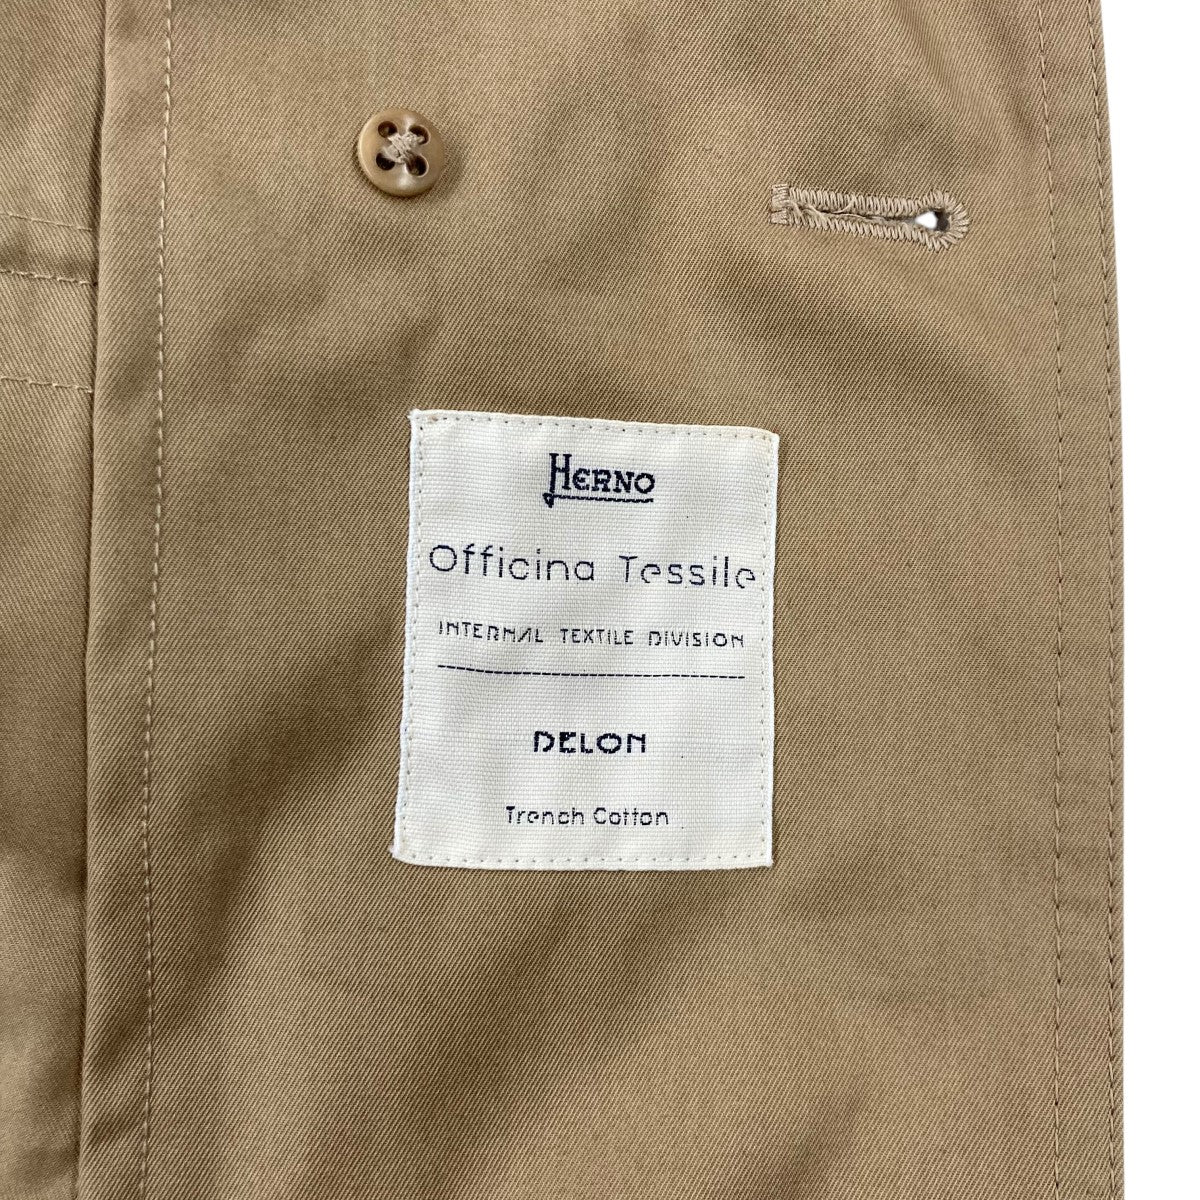 HERNO
Officina Tessile
INTERNAL TEXTILE DIVISION
DELON
Trench Cotton